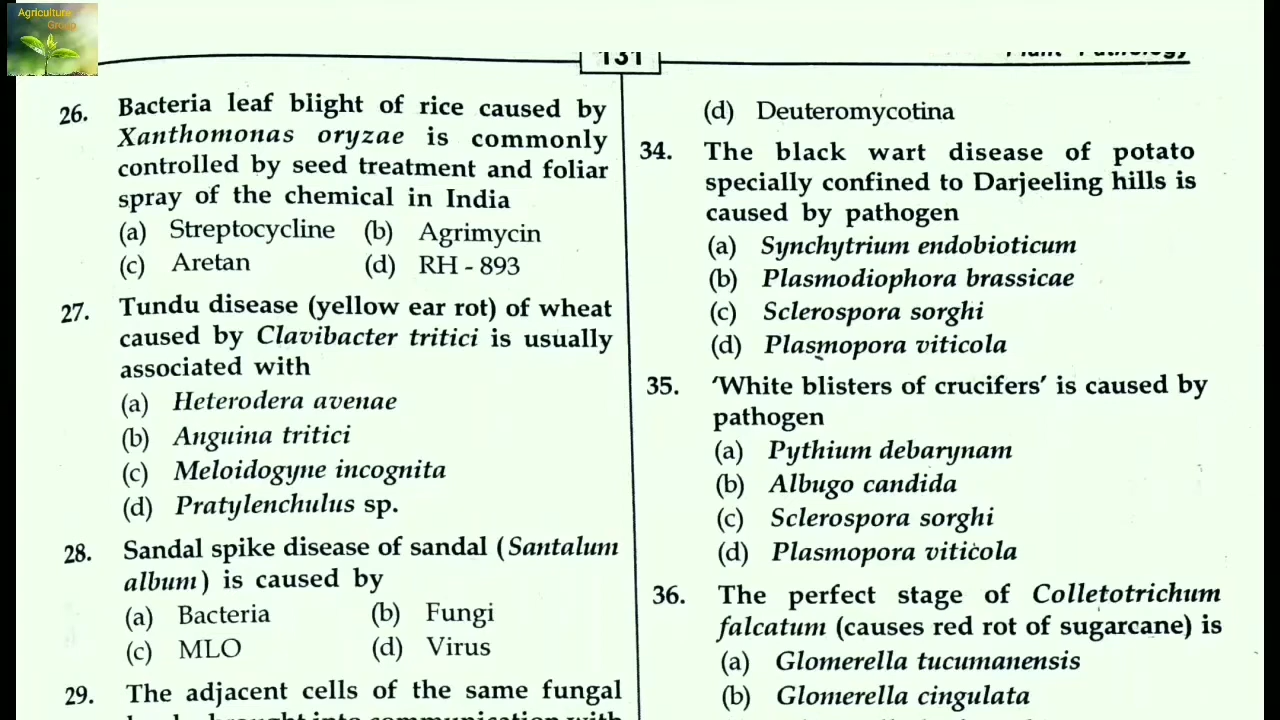 Agriculture
Group
131
Plant Pathology
26. Bacteria leaf blight of rice caused by
Xanthomonas oryzae is commonly
controlled by seed treatment and foliar
spray of the chemical in India
(a) Streptocycline (b) Agrimycin
(c) Aretan (d) RH - 893
27. Tundu disease (yellow ear rot) of wheat
caused by Clavibacter tritici is usually
associated with
(a) Heterodera avenae
(b) Anguina tritici
(c) Meloidogyne incognita
(d) Pratylenchulus sp.
28. Sandal spike disease of sandal (Santalum
album) is caused by
(a) Bacteria (b) Fungi
(c) MLO (d) Virus
29. The adjacent cells of the same fungal
brought into communication with
(d) Deuteromycotina
34. The black wart disease of potato
specially confined to Darjeeling hills is
caused by pathogen
(a) Synchytrium endobioticum
(b) Plasmodiophora brassicae
(c) Sclerospora sorghi
(d) Plasmopora viticola
35. 'White blisters of crucifers' is caused by
pathogen
(a) Pythium debarynam
(b) Albugo candida
(c) Sclerospora sorghi
(d) Plasmopora viticola
36. The perfect stage of Colletotrichum
falcatum (causes red rot of sugarcane) is
(a) Glomerella tucumanensis
(b) Glomerella cingulata